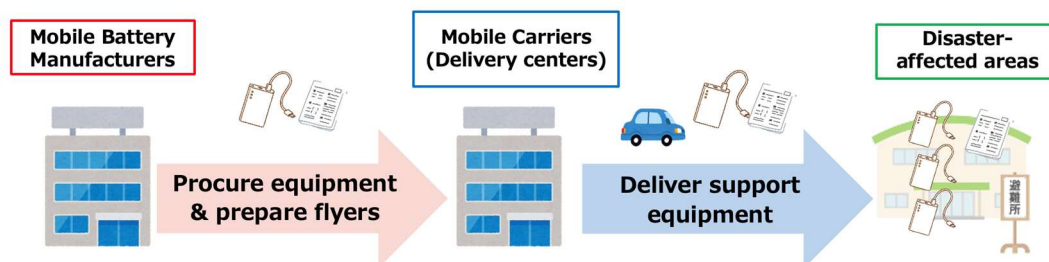 Mobile Battery
Manufacturers
Mobile Carriers
(Delivery centers)
Disaster-
affected areas
Procure equipment
& prepare flyers
Deliver support
equipment
避難所